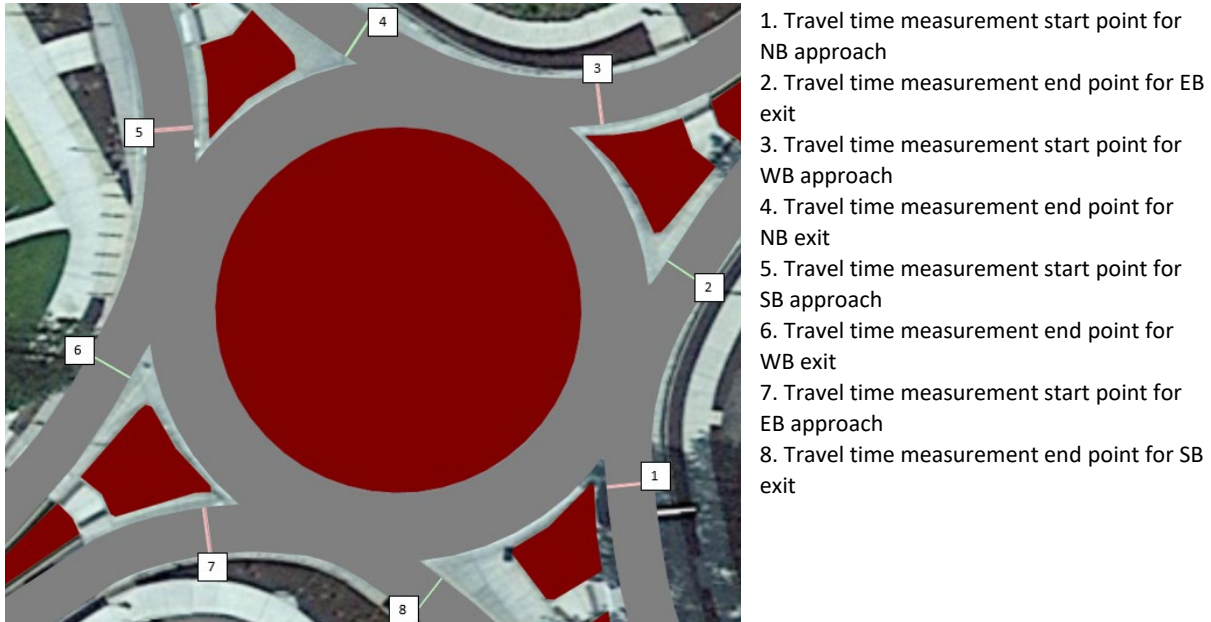 4
3
5
2
6
1
7
8
1. Travel time measurement start point for
NB approach
2. Travel time measurement end point for EB
exit
3. Travel time measurement start point for
WB approach
4. Travel time measurement end point for
NB exit
5. Travel time measurement start point for
SB approach
6. Travel time measurement end point for
WB exit
7. Travel time measurement start point for
EB approach
8. Travel time measurement end point for SB
exit